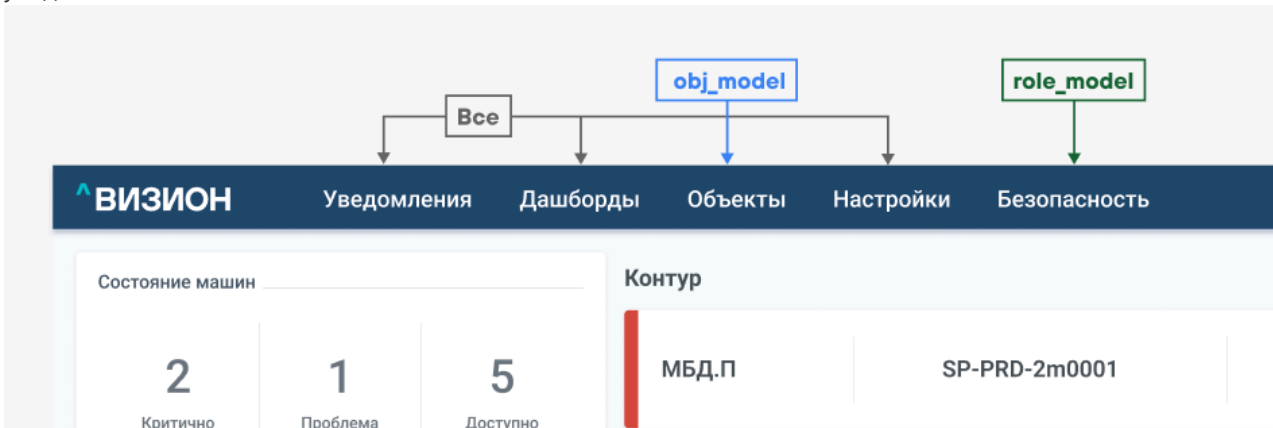 obj_model
role_model
Все
^ВИЗИОН Уведомления Дашборды Объекты Настройки Безопасность
Состояние машин
Контур
2 1 5
МБД.П SP-PRD-2m0001
Критично Проблема Доступно